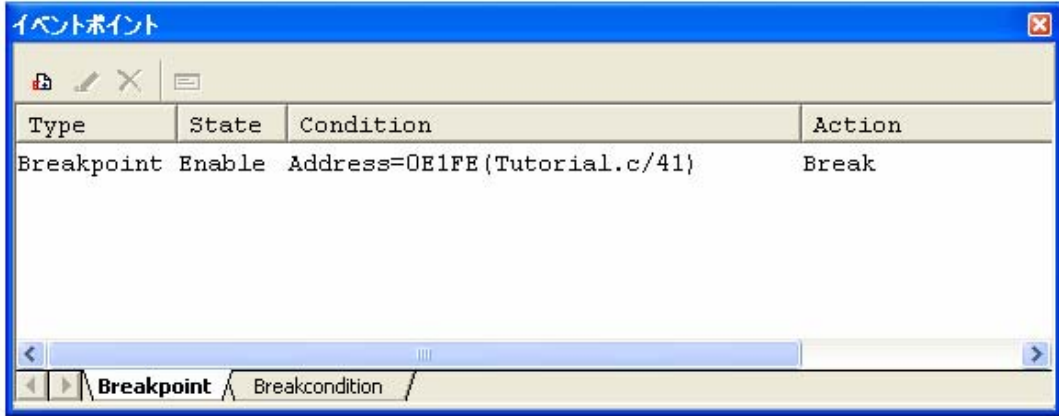 イベントポイント
Type State Condition Action
Breakpoint Enable Address=0E1FE(Tutorial.c/41) Break
Breakpoint Breakcondition